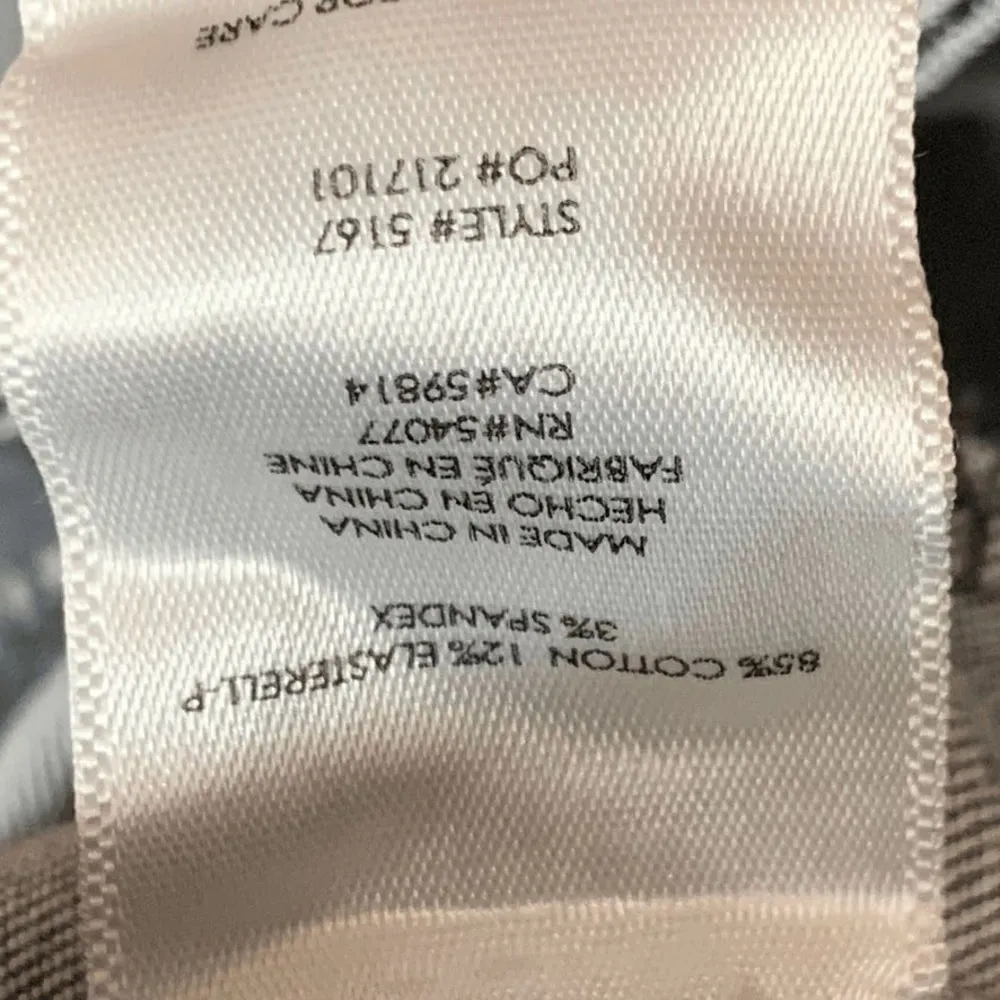 85% COTTON 12% ELASTERELL-P
3% SPANDEX
MADE IN CHINA
HECHO EN CHINA
FABRIQUÉ EN CHINE
RN#54077
CA#59814
STYLE# 5167
PO# 217101
FOR CARE